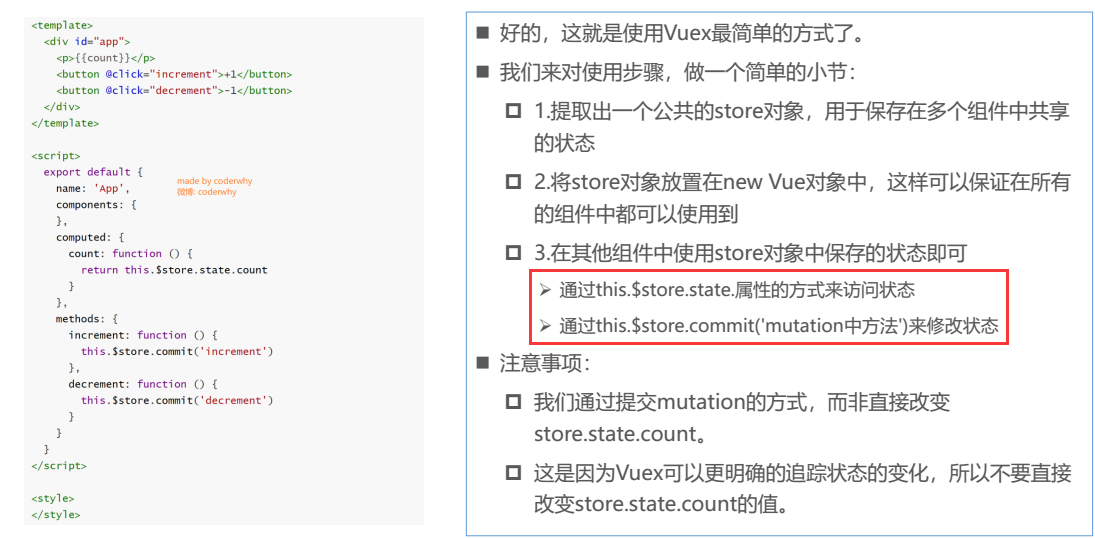 <template>
  <div id="app">
    <p>{{count}}</p>
    <button @click="increment">+1</button>
    <button @click="decrement">-1</button>
  </div>
</template>

<script>
  export default {
    name: 'App',
    components: {
    },
    computed: {
      count: function () {
        return this.$store.state.count
      }
    },
    methods: {
      increment: function () {
        this.$store.commit('increment')
      },
      decrement: function () {
        this.$store.commit('decrement')
      }
    }
  }
</script>

<style>
</style>
made by coderwhy
微博: coderwhy
■ 好的，这就是使用Vuex最简单的方式了。
■ 我们来对使用步骤，做一个简单的小节：
1.提取出一个公共的store对象，用于保存在多个组件中共享
的状态
2.将store对象放置在new Vue对象中，这样可以保证在所有
的组件中都可以使用到
3.在其他组件中使用store对象中保存的状态即可
➢ 通过this.$store.state.属性的方式来访问状态
➢ 通过this.$store.commit('mutation中方法')来修改状态
■ 注意事项：
我们通过提交mutation的方式，而非直接改变
store.state.count。
这是因为Vuex可以更明确的追踪状态的变化，所以不要直接
改变store.state.count的值。